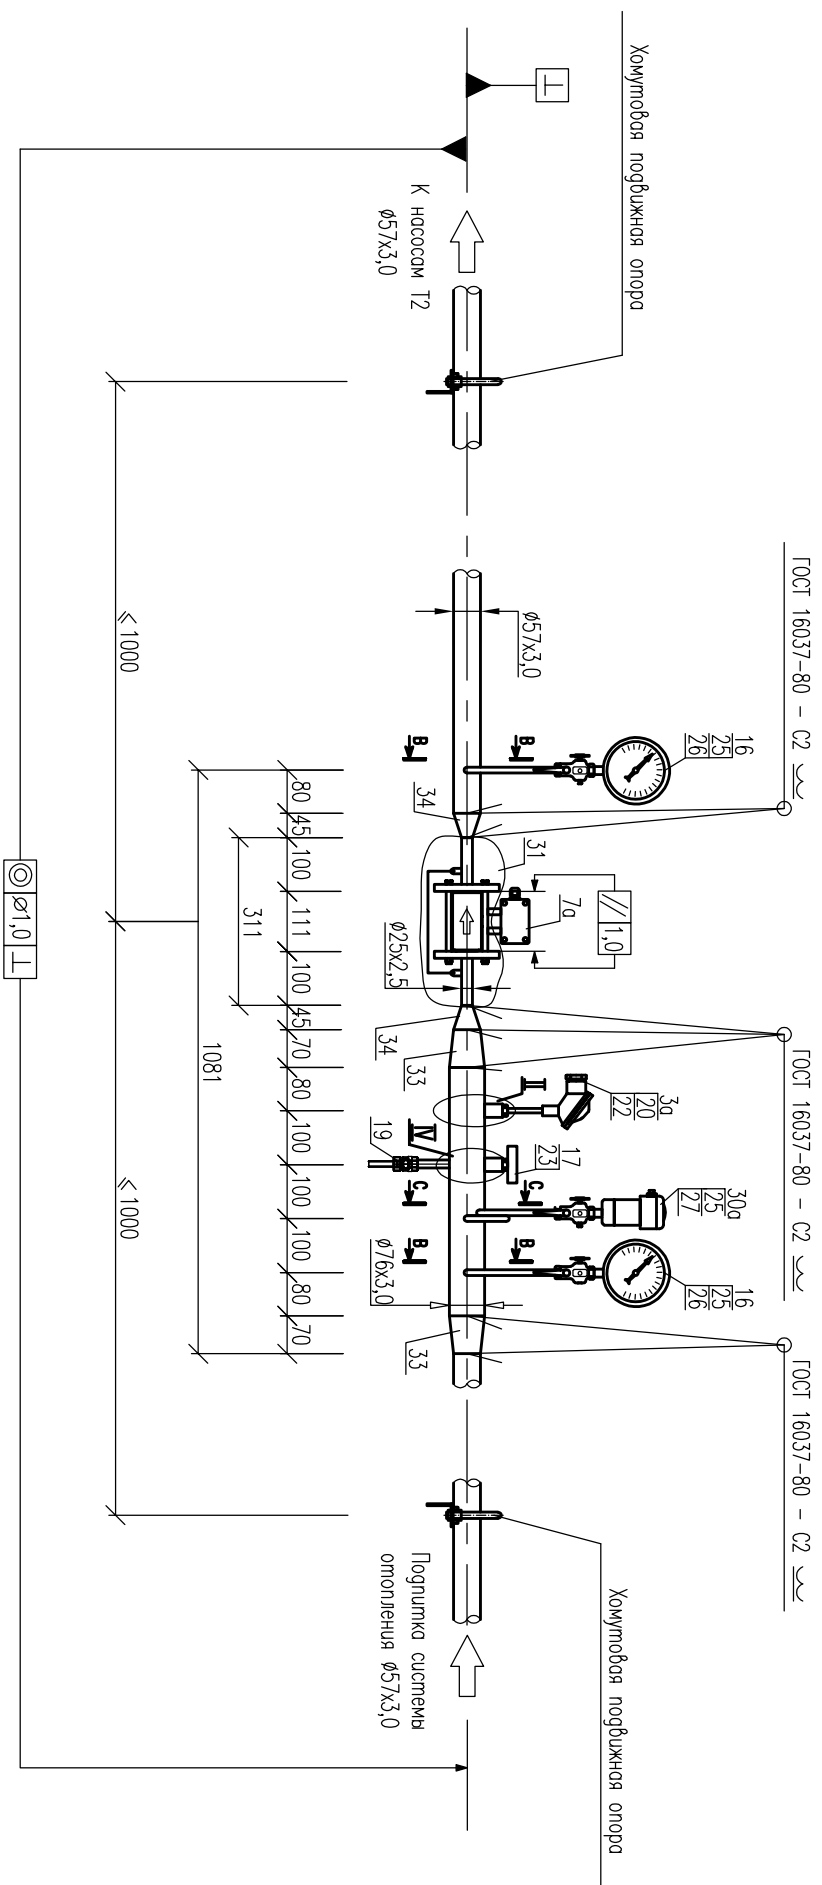 Хомутовая подвижная опора
К насосам Т2
ø57х3,0
ГОСТ 16037-80 - С2
ø57х3,0
16
25
26
В
В
34
31
7а
// 1,0
ø25х2,5
34
33
ГОСТ 16037-80 - С2
3а
20
22
II
17
23
IV
19
30а
25
27
С
С
16
25
26
В
В
ø76х3,0
33
ГОСТ 16037-80 - С2
Хомутовая подвижная опора
Подпитка системы
отопления ø57х3,0
80 45 100 111 100 45 70 80 100 100 100 80 70
311
1081
≤ 1000
≤ 1000
◎ ⌀1,0 ⊥
⊥